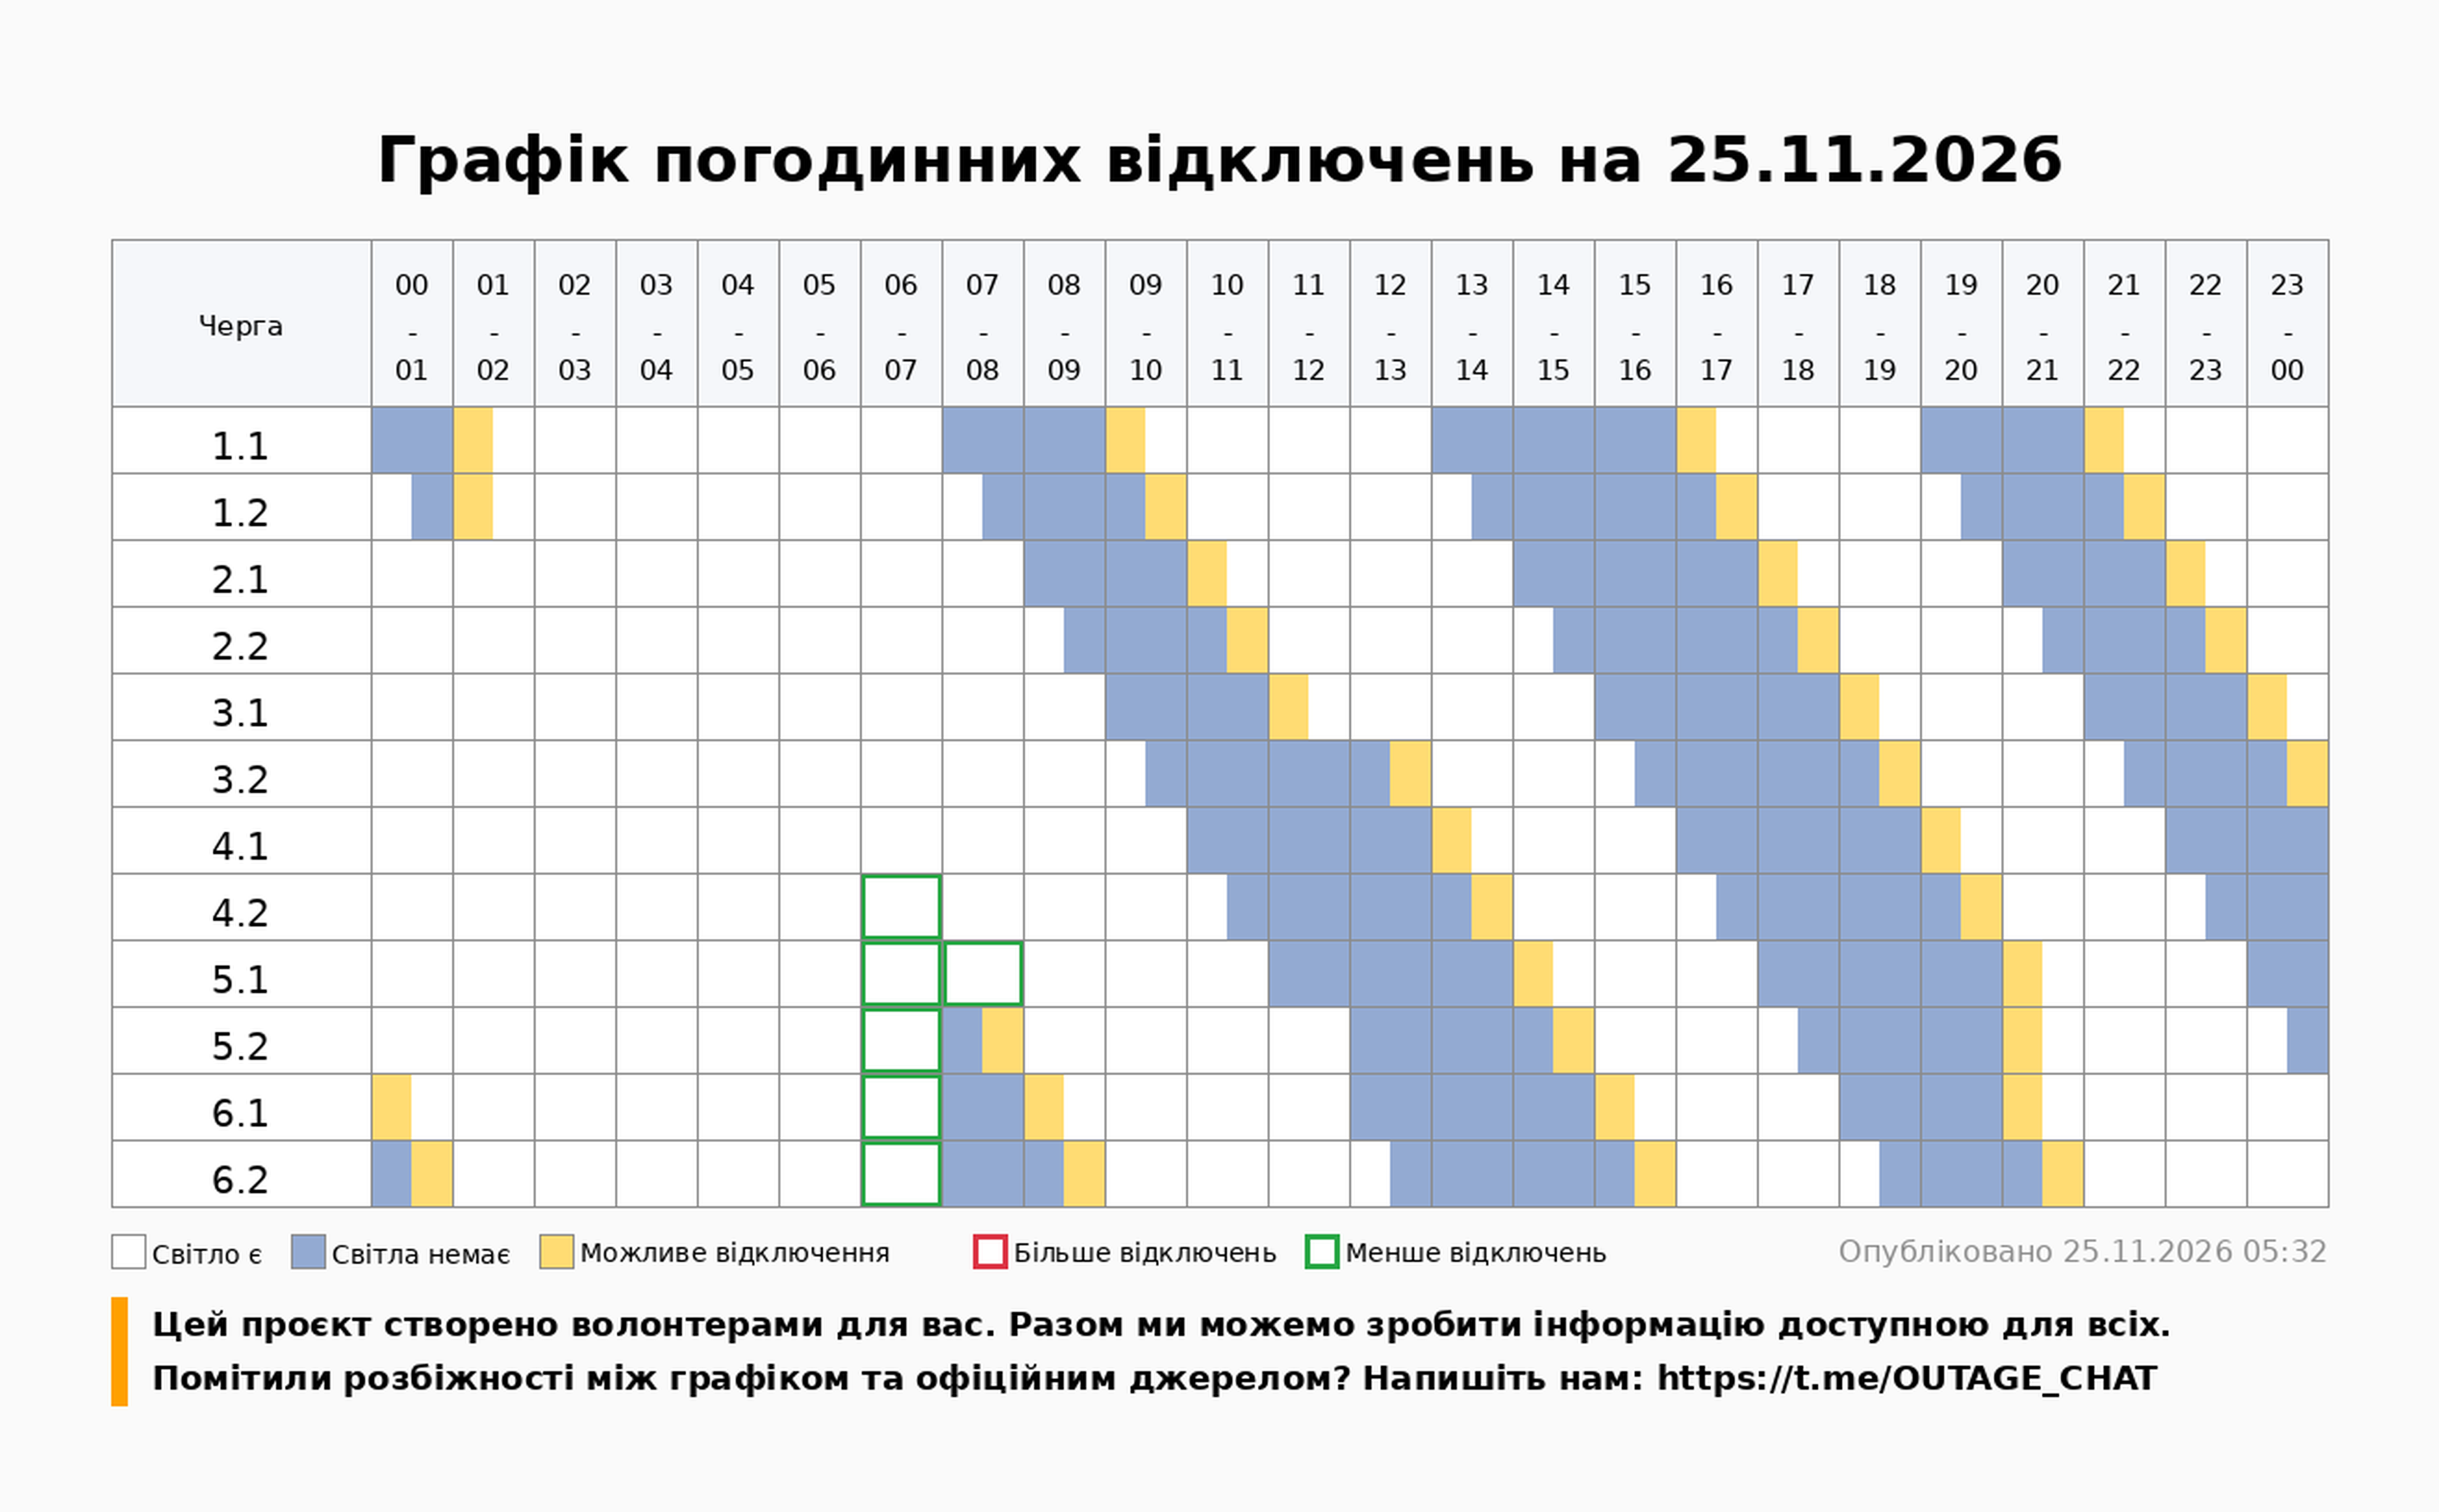 Графік погодинних відключень на 25.11.2026
Черга
00 - 01
01 - 02
02 - 03
03 - 04
04 - 05
05 - 06
06 - 07
07 - 08
08 - 09
09 - 10
10 - 11
11 - 12
12 - 13
13 - 14
14 - 15
15 - 16
16 - 17
17 - 18
18 - 19
19 - 20
20 - 21
21 - 22
22 - 23
23 - 00
1.1
1.2
2.1
2.2
3.1
3.2
4.1
4.2
5.1
5.2
6.1
6.2
Світло є
Світла немає
Можливе відключення
Більше відключень
Менше відключень
Опубліковано 25.11.2026 05:32
Цей проєкт створено волонтерами для вас. Разом ми можемо зробити інформацію доступною для всіх.
Помітили розбіжності між графіком та офіційним джерелом? Напишіть нам: https://t.me/OUTAGE_CHAT